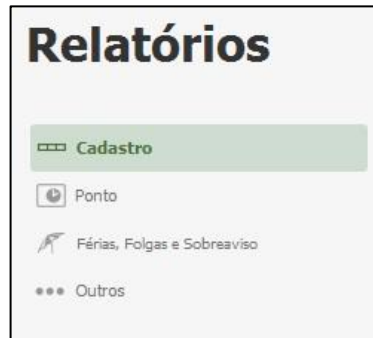 Relatórios
Cadastro
Ponto
Férias, Folgas e Sobreaviso
Outros